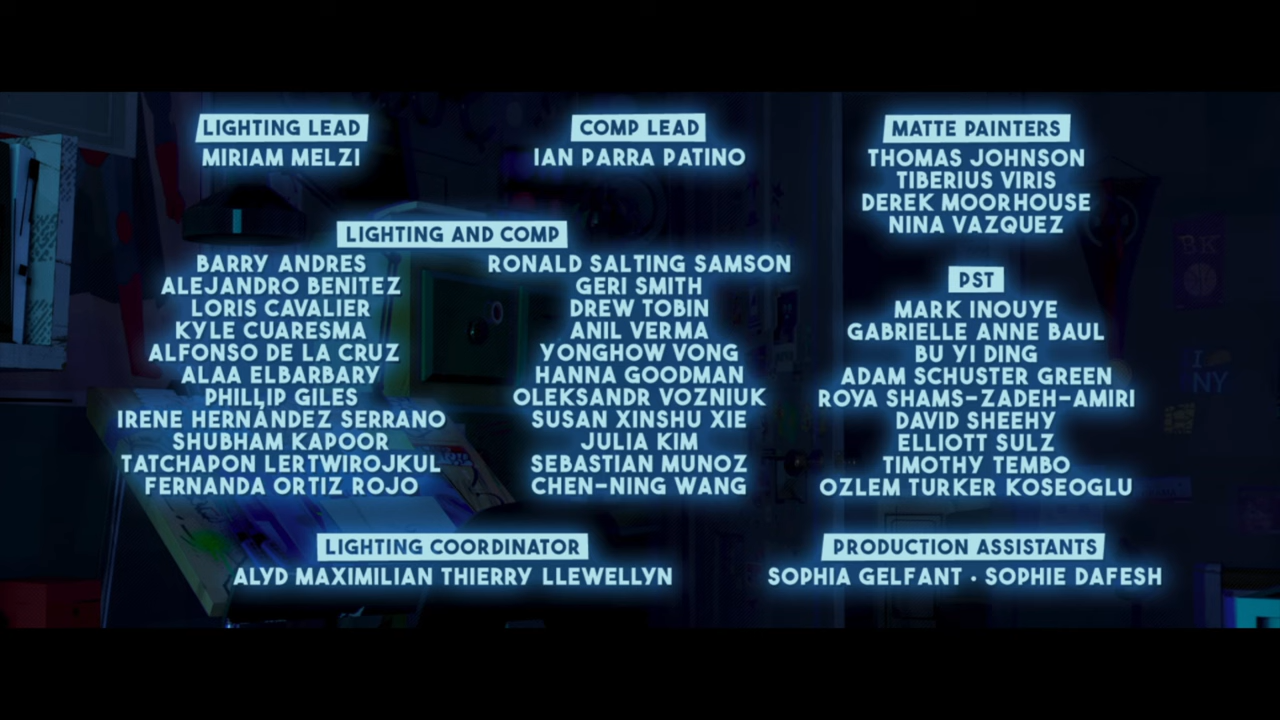 LIGHTING LEAD
MIRIAM MELZI
COMP LEAD
IAN PARRA PATINO
LIGHTING AND COMP
BARRY ANDRES
ALEJANDRO BENITEZ
LORIS CAVALIER
KYLE CUARESMA
ALFONSO DE LA CRUZ
ALAA ELBARBARY
PHILLIP GILES
IRENE HERNÁNDEZ SERRANO
SHUBHAM KAPOOR
TATCHAPON LERTWIROJKUL
FERNANDA ORTIZ ROJO
RONALD SALTING SAMSON
GERI SMITH
DREW TOBIN
ANIL VERMA
YONGHOW VONG
HANNA GOODMAN
OLEKSANDR VOZNIUK
SUSAN XINSHU XIE
JULIA KIM
SEBASTIAN MUNOZ
CHEN-NING WANG
LIGHTING COORDINATOR
ALYD MAXIMILIAN THIERRY LLEWELLYN
MATTE PAINTERS
THOMAS JOHNSON
TIBERIUS VIRIS
DEREK MOORHOUSE
NINA VAZQUEZ
PST
MARK INOUYE
GABRIELLE ANNE BAUL
BU YI DING
ADAM SCHUSTER GREEN
ROYA SHAMS-ZADEH-AMIRI
DAVID SHEEHY
ELLIOTT SULZ
TIMOTHY TEMBO
OZLEM TURKER KOSEOGLU
PRODUCTION ASSISTANTS
SOPHIA GELFANT • SOPHIE DAFESH
BK
I
NY